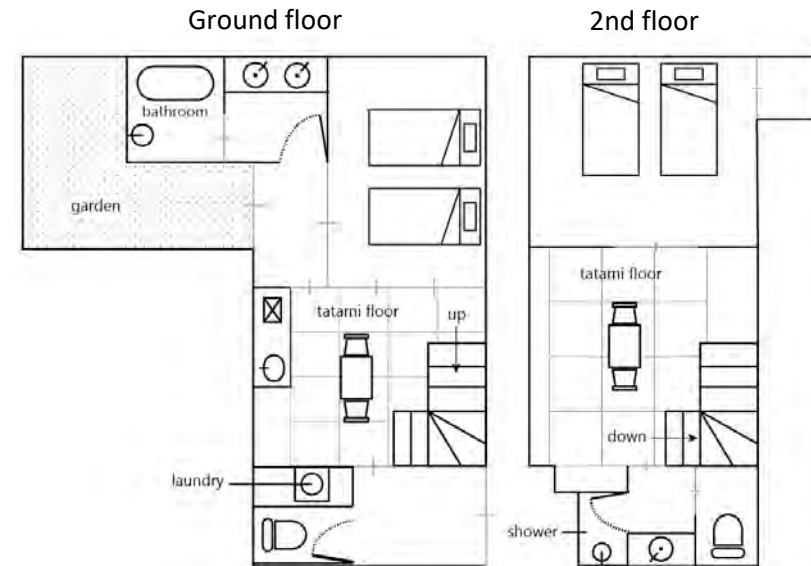 Ground floor
2nd floor
bathroom
garden
tatami floor
up
laundry
tatami floor
down
shower